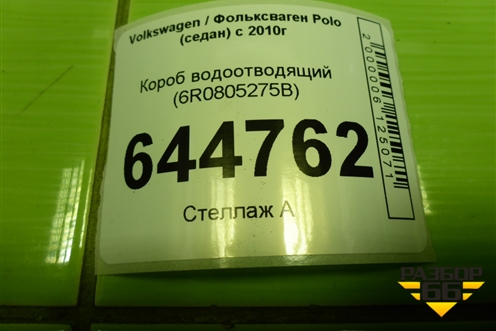 Volkswagen / Фольксваген Polo
(седан) с 2010г
Короб водоотводящий
(6R0805275B)
644762
Стеллаж А
2000006125071
РАЗБОР
66